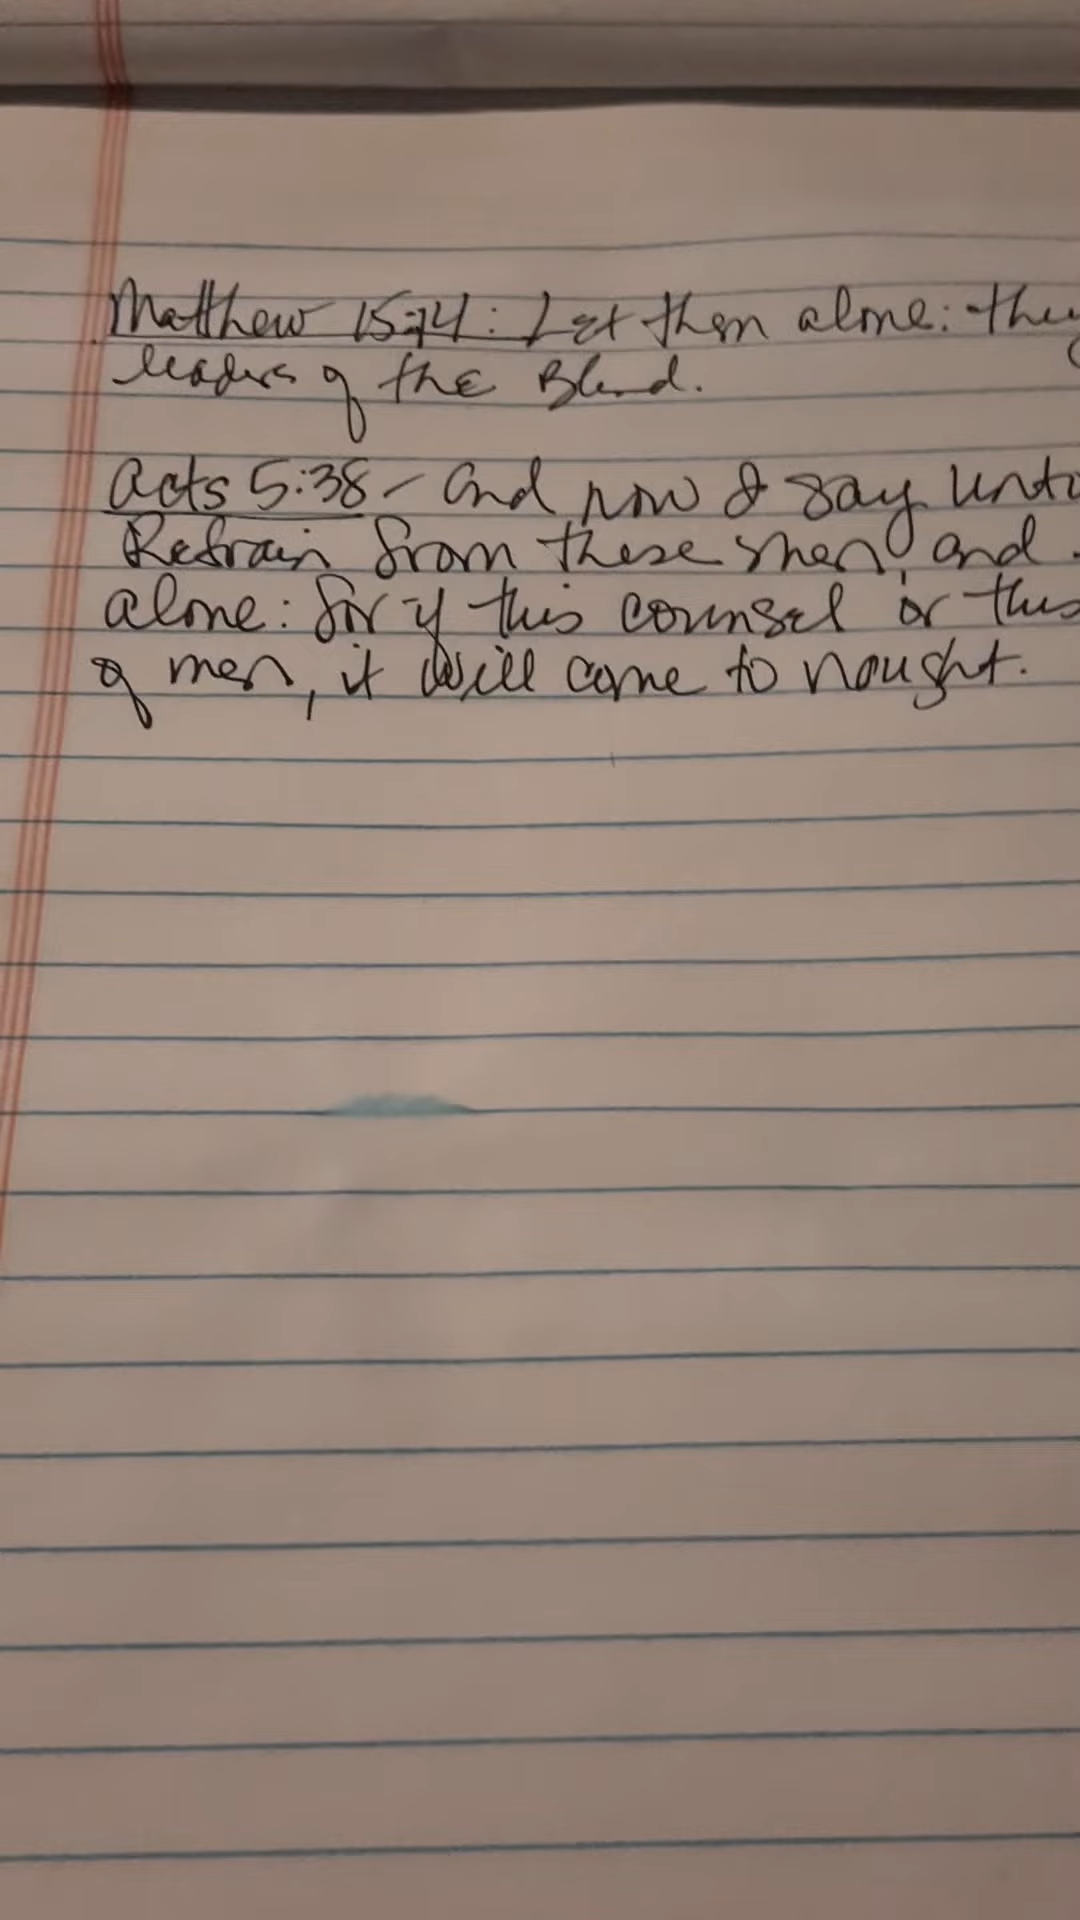 Matthew 15:14: Let them alone: they
leaders of the Blind.
Acts 5:38 - And now I say unto
Refrain from these men, and
alone: for if this counsel or this
of men, it will come to nought.